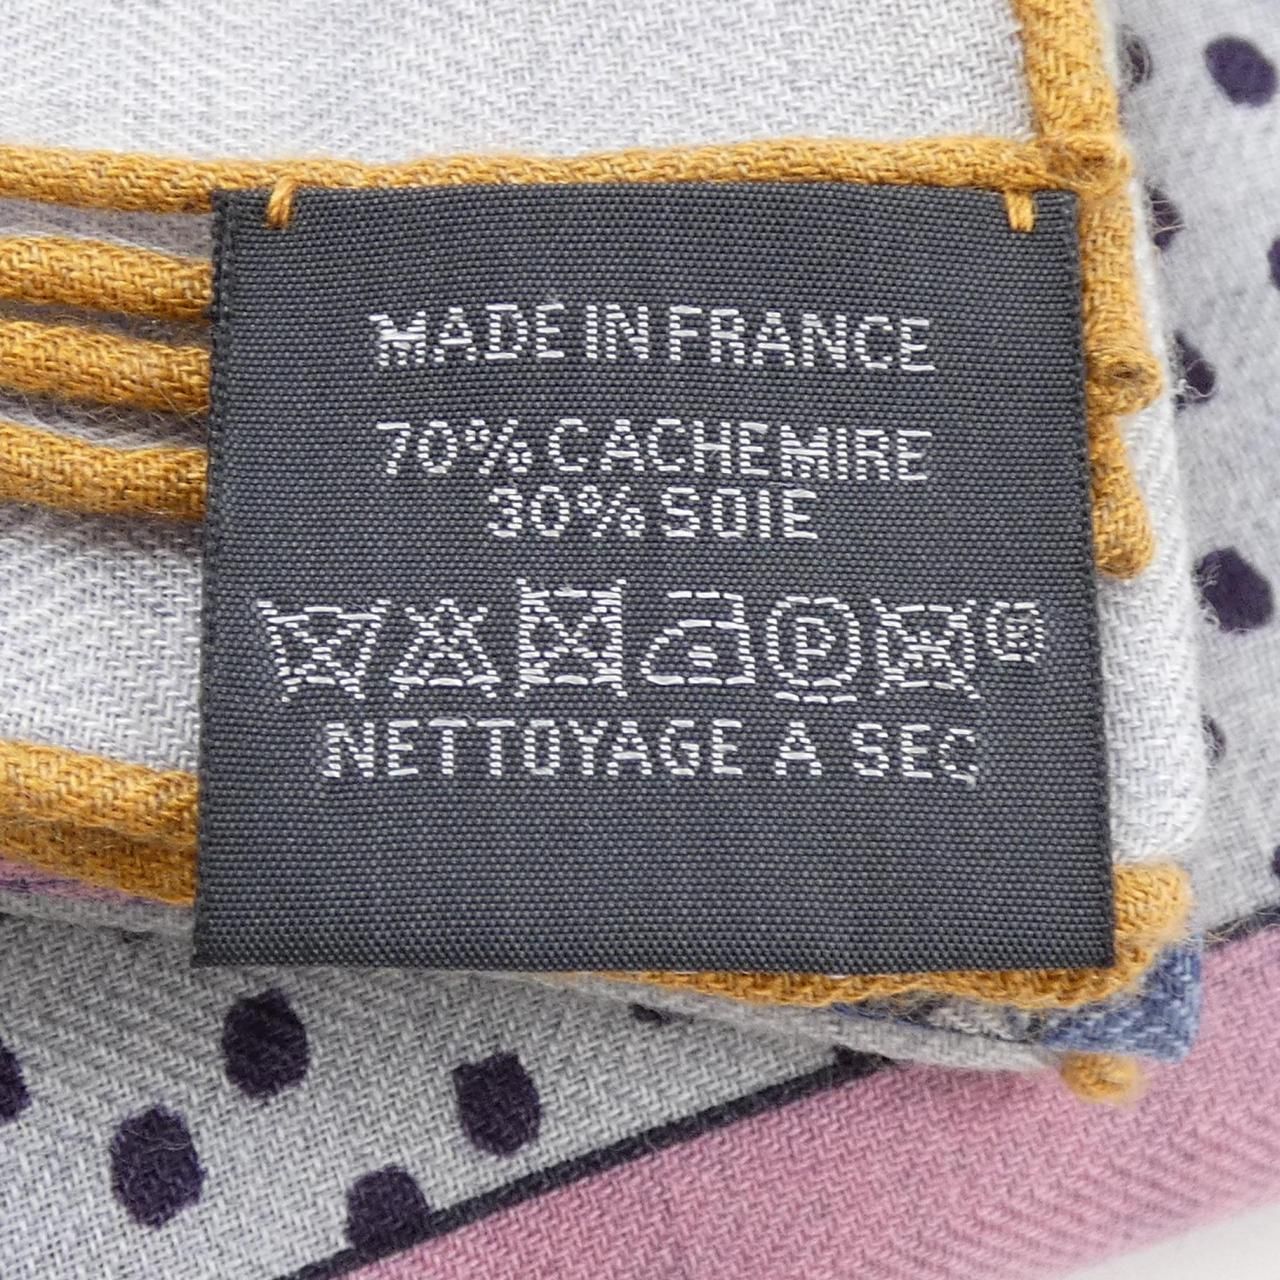 MADE IN FRANCE
70% CACHEMIRE
30% SOIE
P
NETTOYAGE A SEC